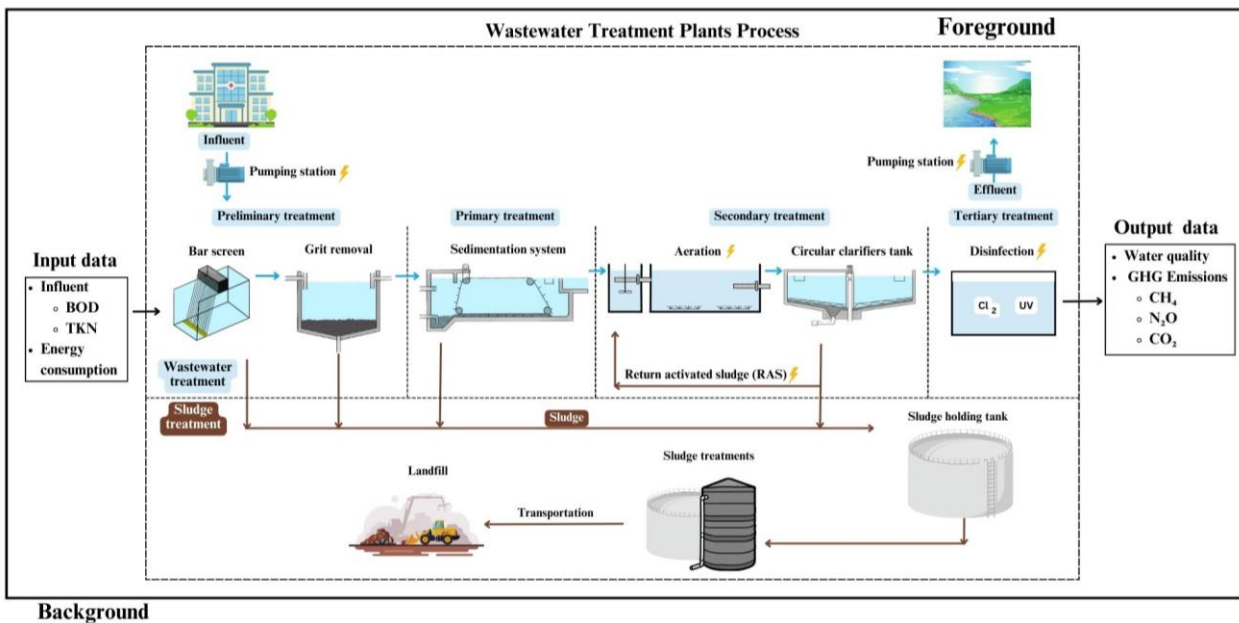 Wastewater Treatment Plants Process
Foreground
Influent
Pumping station
Pumping station
Effluent
Preliminary treatment
Primary treatment
Secondary treatment
Tertiary treatment
Bar screen
Grit removal
Sedimentation system
Aeration
Circular clarifiers tank
Disinfection
Cl₂
UV
Input data
• Influent
○ BOD
○ TKN
• Energy
consumption
Output data
• Water quality
• GHG Emissions
○ CH₄
○ N₂O
○ CO₂
Wastewater
treatment
Return activated sludge (RAS)
Sludge
treatment
Sludge
Sludge holding tank
Sludge treatments
Landfill
Transportation
Background